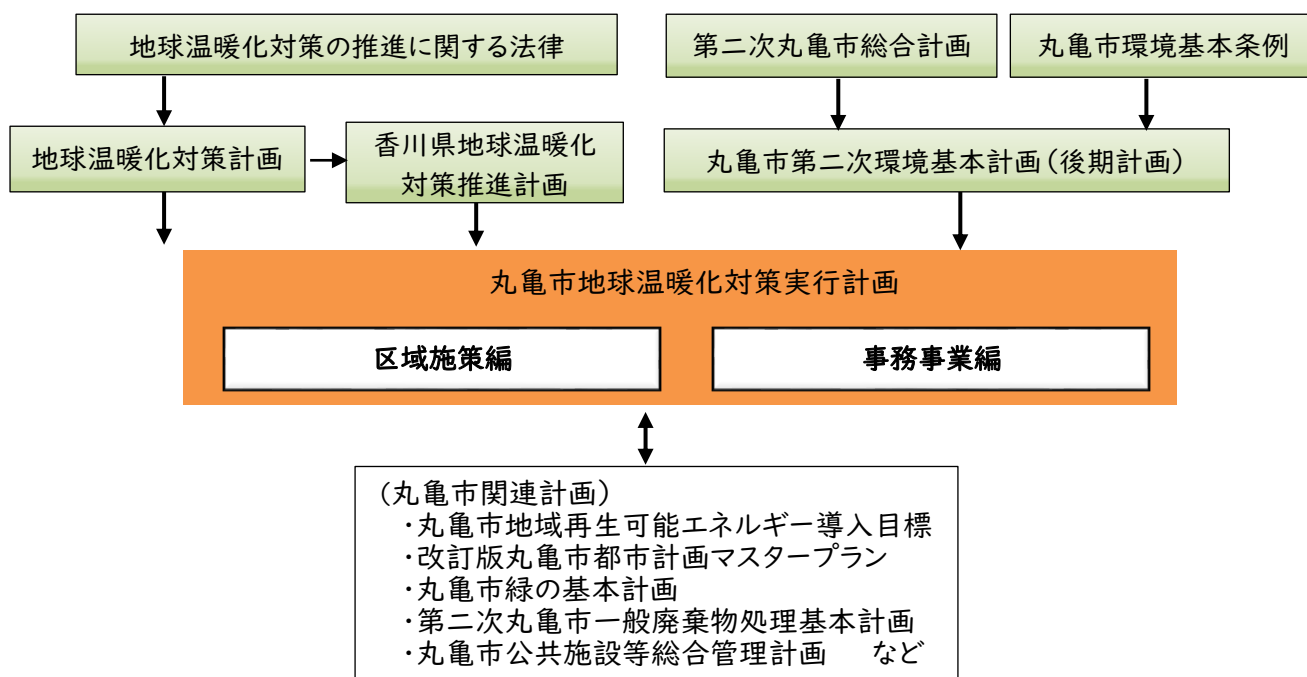 地球温暖化対策の推進に関する法律
第二次丸亀市総合計画
丸亀市環境基本条例
地球温暖化対策計画
香川県地球温暖化
対策推進計画
丸亀市第二次環境基本計画(後期計画)
丸亀市地球温暖化対策実行計画
区域施策編
事務事業編
(丸亀市関連計画)
・丸亀市地域再生可能エネルギー導入目標
・改訂版丸亀市都市計画マスタープラン
・丸亀市緑の基本計画
・第二次丸亀市一般廃棄物処理基本計画
・丸亀市公共施設等総合管理計画 など